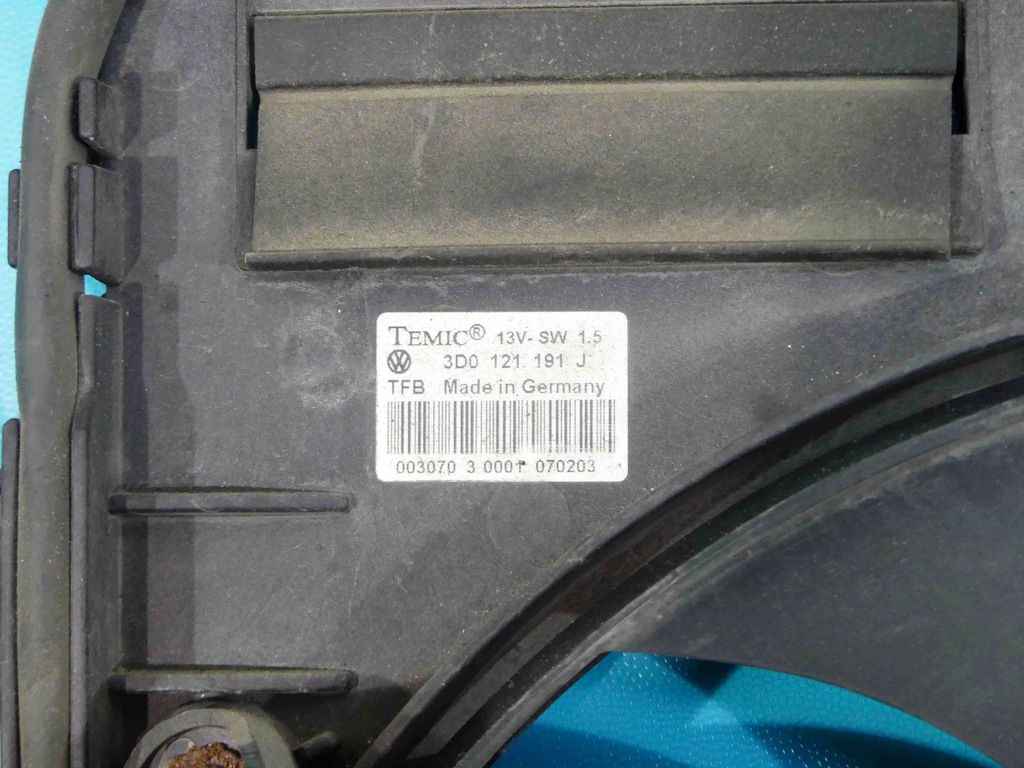 TEMIC® 13V- SW 1.5
3D0 121 191 J
TFB Made in Germany
003070 3 0001 070203